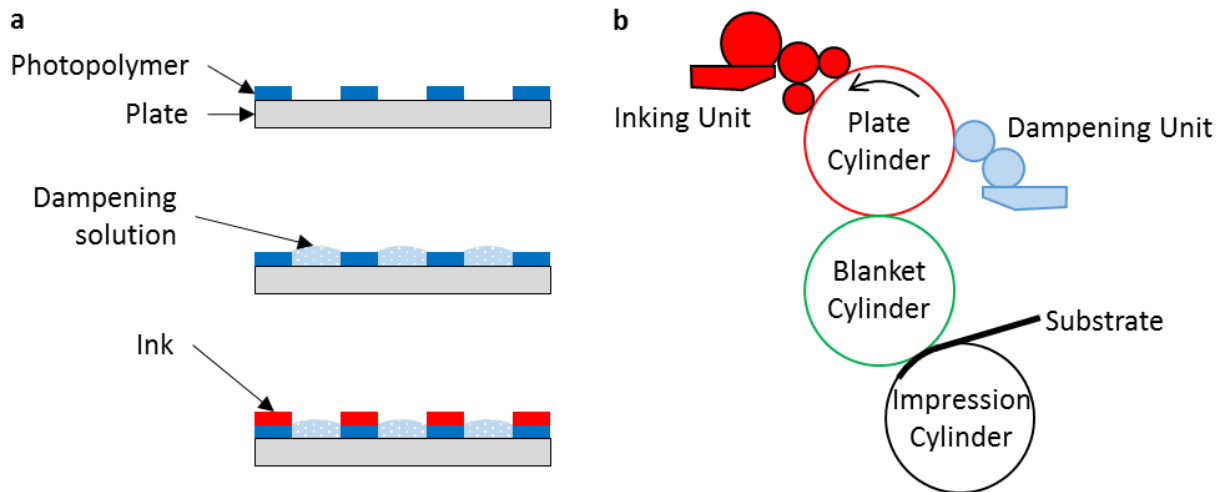 a
Photopolymer
Plate
Dampening
solution
Ink
b
Inking Unit
Plate
Cylinder
Dampening Unit
Blanket
Cylinder
Substrate
Impression
Cylinder